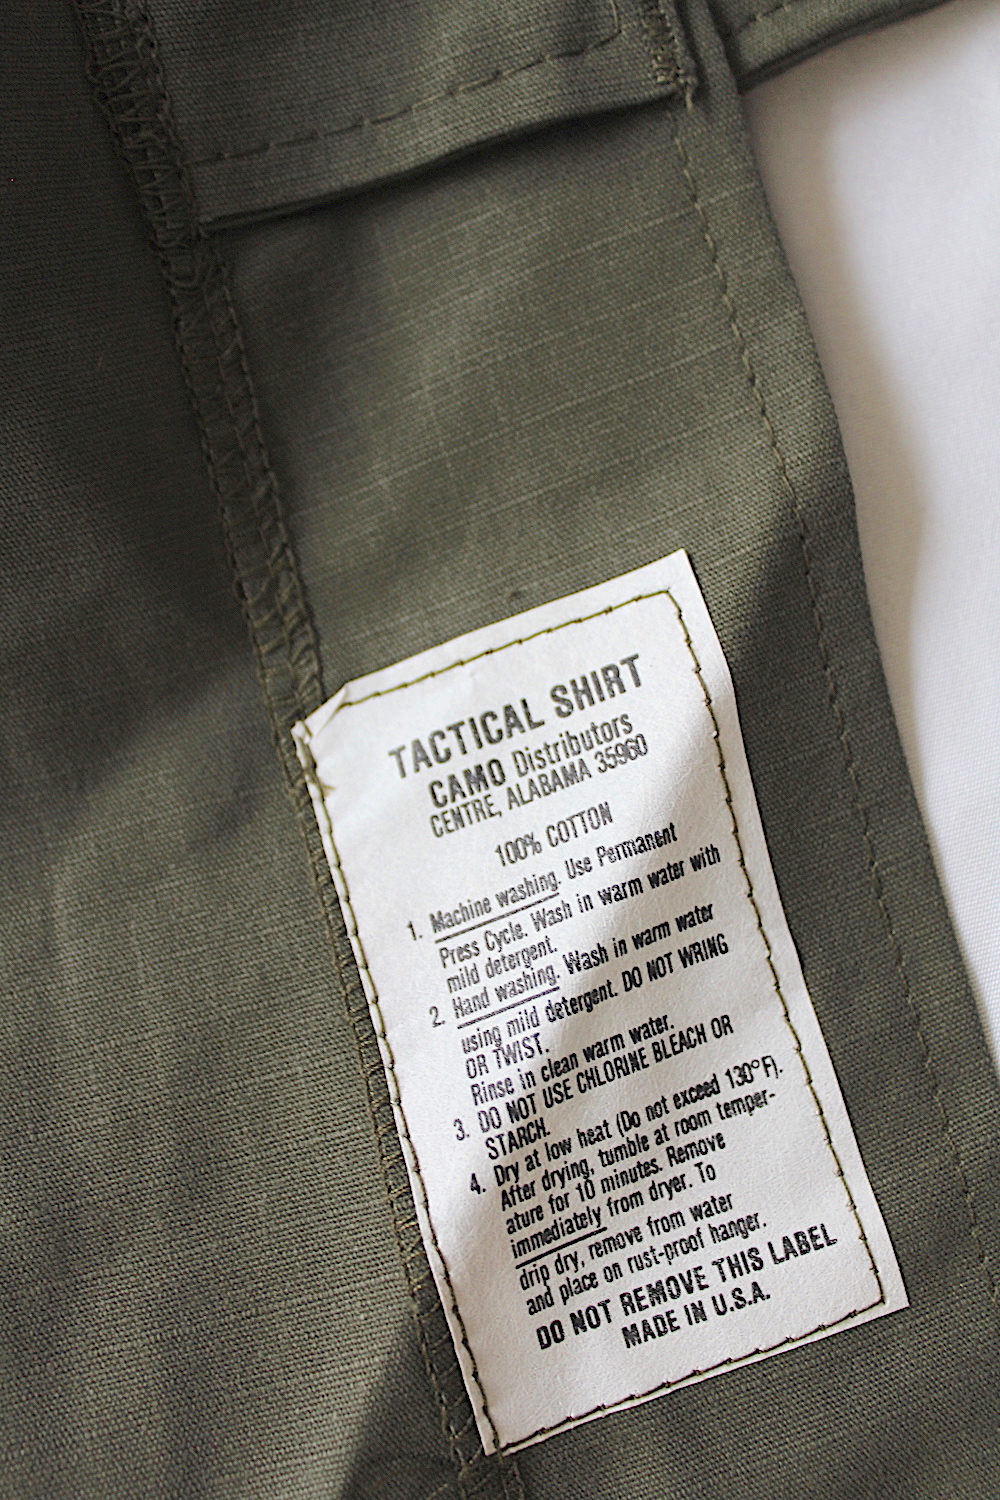 TACTICAL SHIRT
CAMO Distributors
CENTRE, ALABAMA 35960
100% COTTON
1. Machine washing. Use Permanent
Press Cycle. Wash in warm water with
mild detergent.
2. Hand washing. Wash in warm water
using mild detergent. DO NOT WRING
OR TWIST.
Rinse in clean warm water.
3. DO NOT USE CHLORINE BLEACH OR
STARCH.
4. Dry at low heat (Do not exceed 130°F).
After drying, tumble at room temper-
ature for 10 minutes. Remove
immediately from dryer. To
drip dry, remove from water
and place on rust-proof hanger.
DO NOT REMOVE THIS LABEL
MADE IN U.S.A.